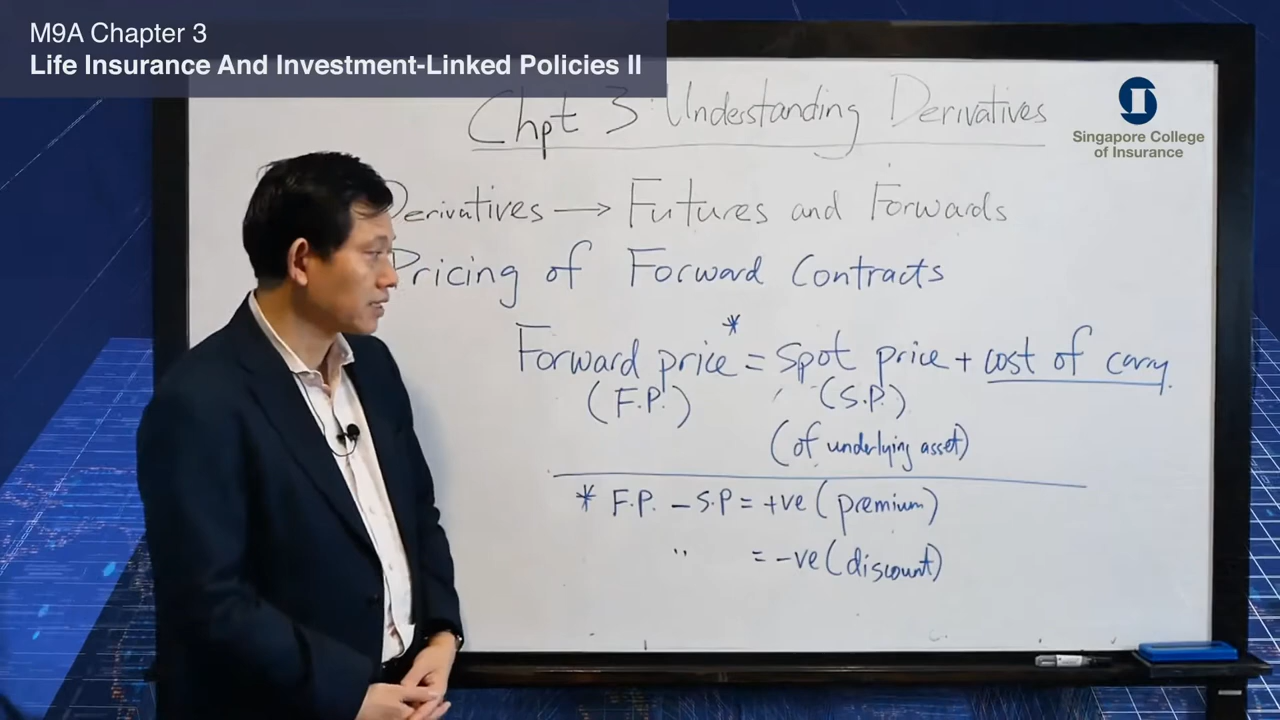 M9A Chapter 3
Life Insurance And Investment-Linked Policies II
Singapore College
of Insurance
Chpt 3: Understanding Derivatives
Derivatives → Futures and Forwards
Pricing of Forward Contracts
Forward price* = spot price + cost of carry
(F.P.) (S.P.)
(of underlying asset)
* F.P. - S.P = +ve (premium)
" = -ve (discount)